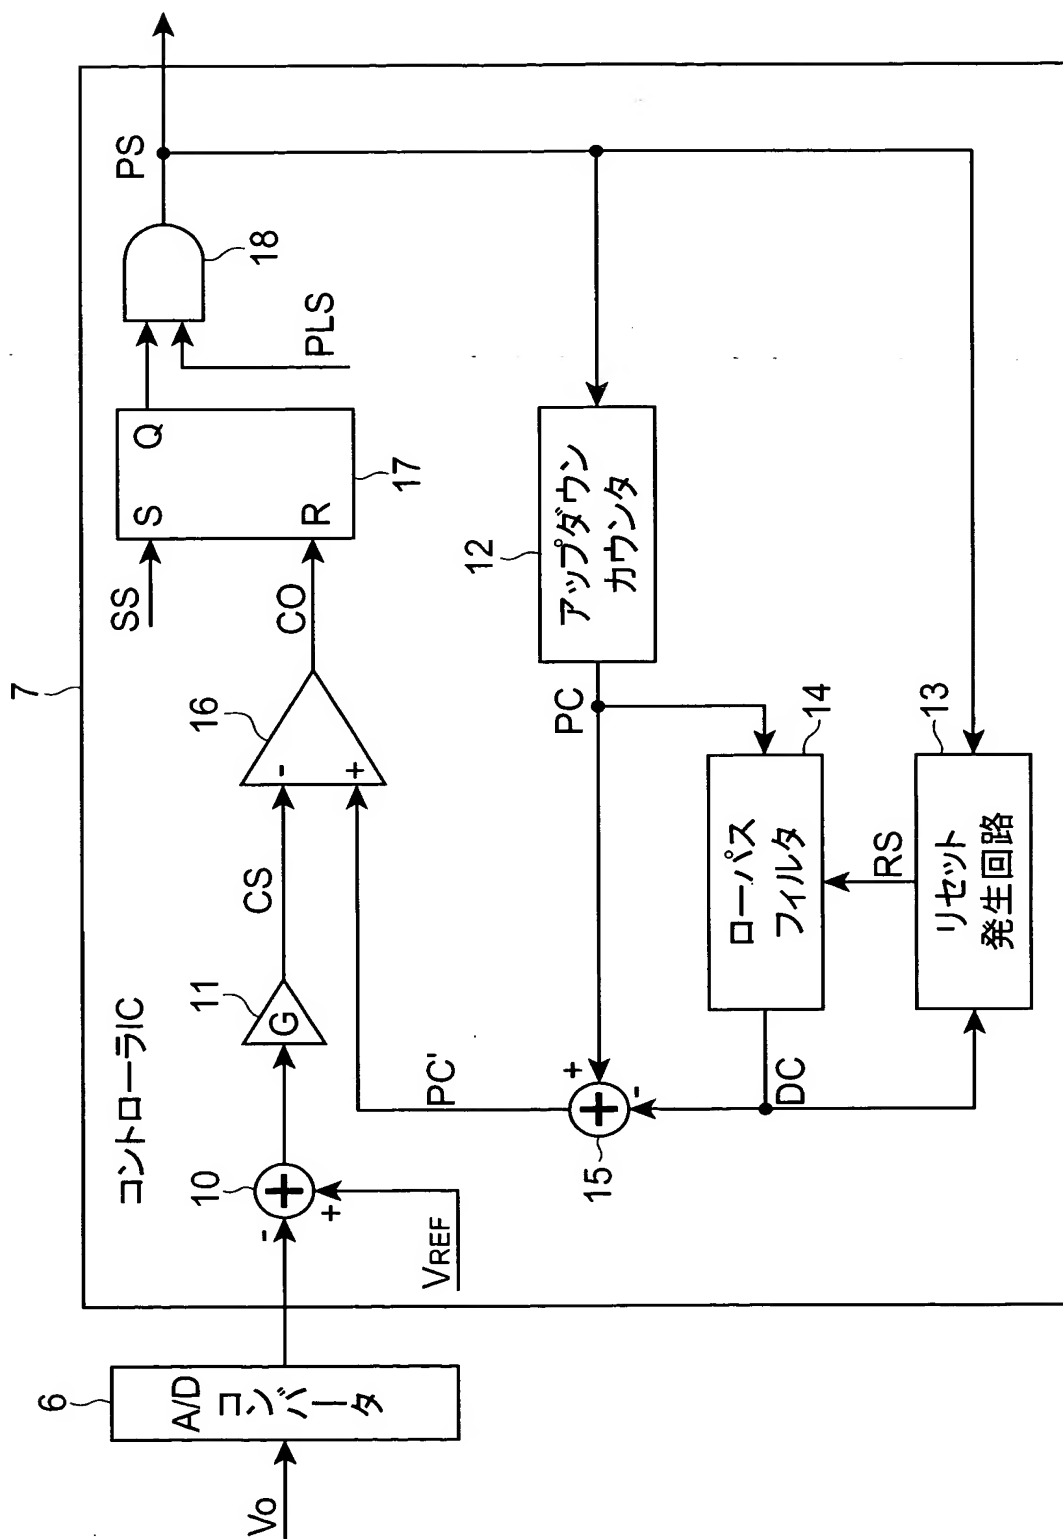 7
コントローラIC
Vo
6
A/D
コンバータ
-
10
+
VREF
11
G
CS
16
-
+
CO
SS
S
Q
R
17
PLS
18
PS
PC'
15
+
-
DC
PC
12
アップダウン
カウンタ
14
ローパス
フィルタ
RS
13
リセット
発生回路